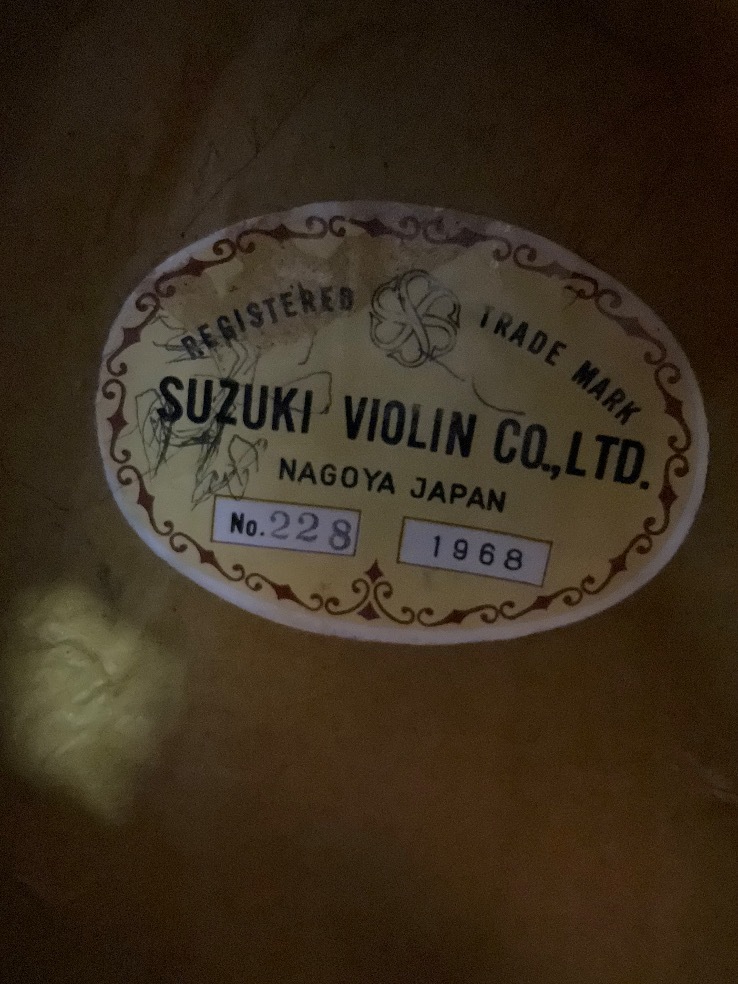 REGISTERED TRADE MARK
SUZUKI VIOLIN CO.,LTD.
NAGOYA JAPAN
No.228 1968